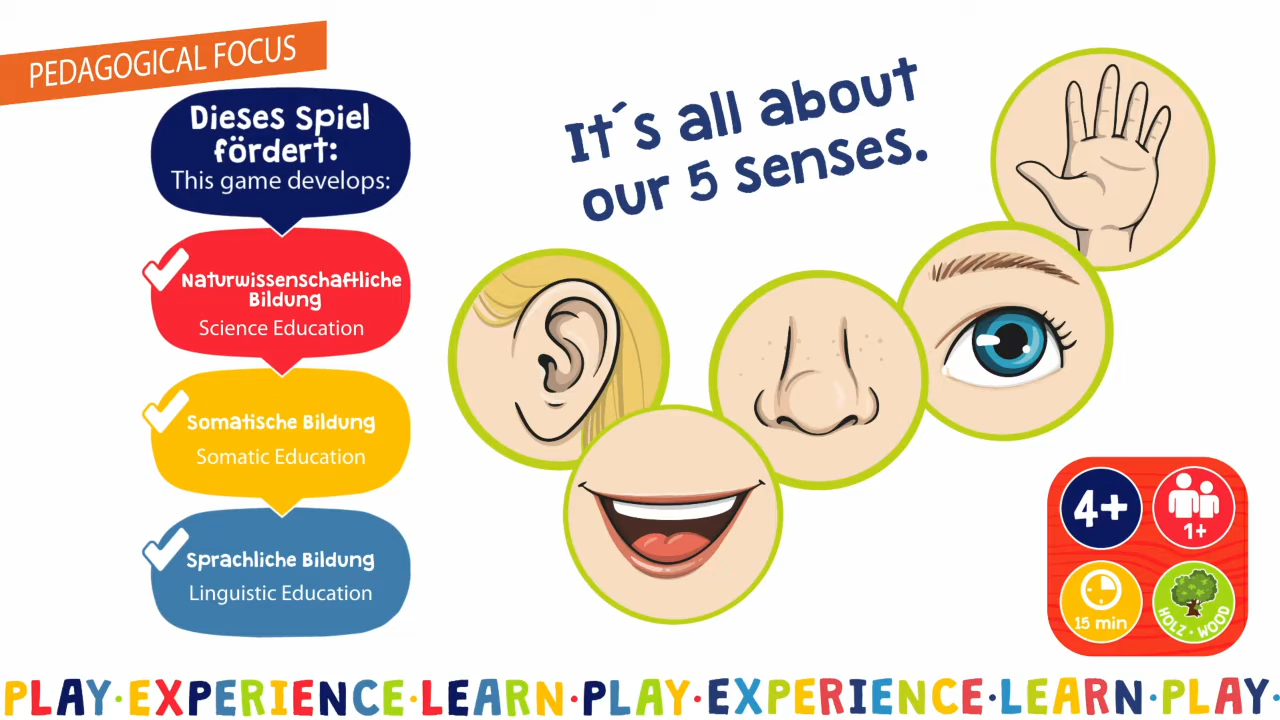 PEDAGOGICAL FOCUS
Dieses Spiel
fördert:
This game develops:
Naturwissenschaftliche
Bildung
Science Education
Somatische Bildung
Somatic Education
Sprachliche Bildung
Linguistic Education
It´s all about
our 5 senses.
4+
1+
15 min
HOLZ · WOOD
PLAY·EXPERIENCE·LEARN·PLAY·EXPERIENCE·LEARN·PLAY·